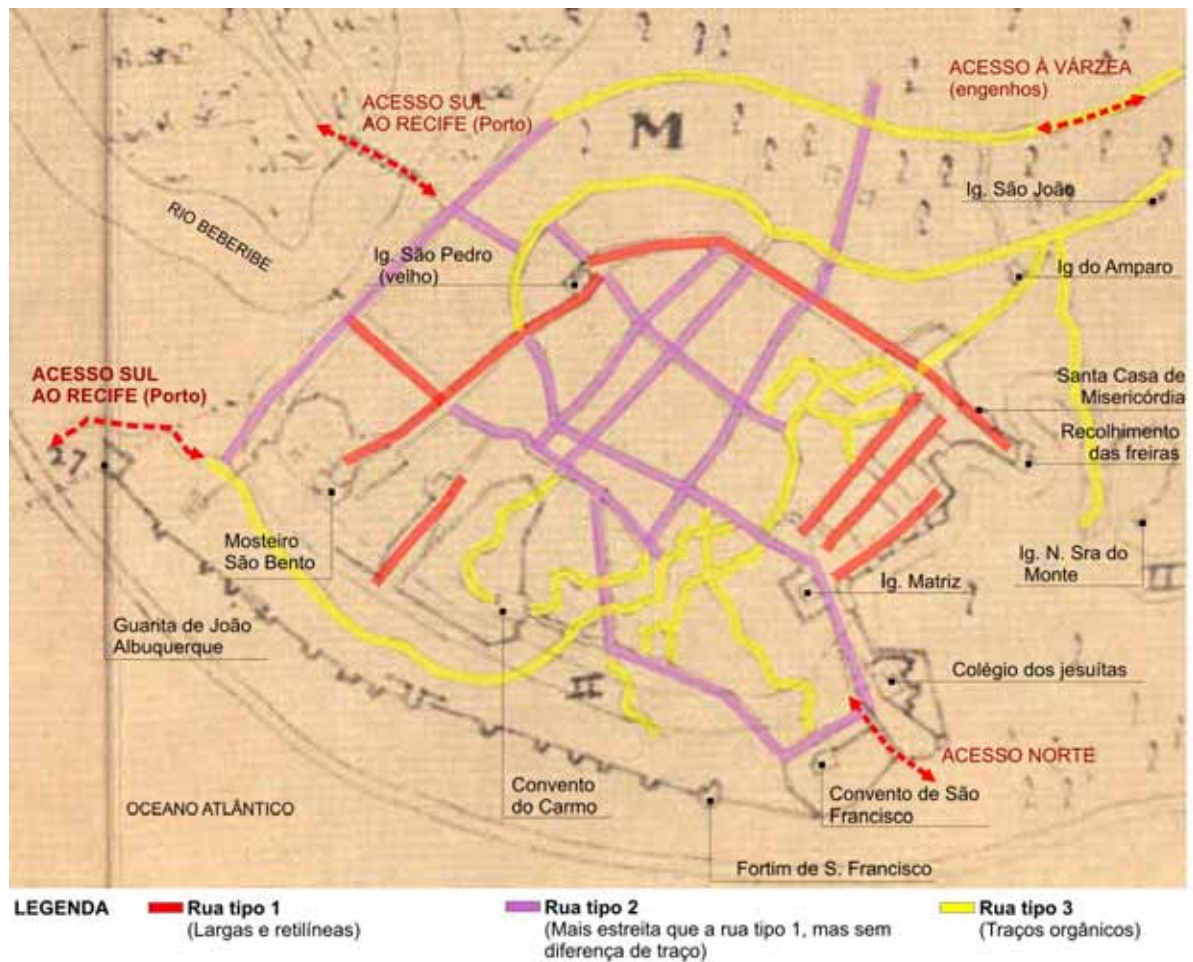 ACESSO À VÁRZEA
(engenhos)
ACESSO SUL
AO RECIFE (Porto)
M
Ig. São João
RIO BEBERIBE
Ig. São Pedro
(velho)
Ig do Amparo
ACESSO SUL
AO RECIFE (Porto)
Santa Casa de
Misericórdia
Recolhimento
das freiras
27
Mosteiro
São Bento
Ig. N. Sra do
Monte
II
Ig. Matriz
Guarita de João
Albuquerque
Colégio dos jesuítas
II
ACESSO NORTE
Convento
do Carmo
Convento de São
Francisco
OCEANO ATLÂNTICO
Fortim de S. Francisco
LEGENDA
Rua tipo 1
(Largas e retilíneas)
Rua tipo 2
(Mais estreita que a rua tipo 1, mas sem
diferença de traço)
Rua tipo 3
(Traços orgânicos)